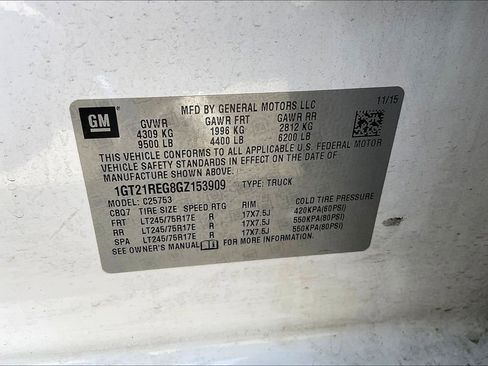 GM
MFD BY GENERAL MOTORS LLC
11/15
GVWR GAWR FRT GAWR RR
4309 KG 1996 KG 2812 KG
9500 LB 4400 LB 6200 LB
THIS VEHICLE CONFORMS TO ALL APPLICABLE U.S. FEDERAL MOTOR
VEHICLE SAFETY STANDARDS IN EFFECT ON THE DATE OF
MANUFACTURE SHOWN ABOVE.
1GT21REG8GZ153909 TYPE: TRUCK
MODEL: C25753
CBQ7 TIRE SIZE SPEED RTG RIM COLD TIRE PRESSURE
FRT LT245/75R17E R 17X7.5J 420KPA(60PSI)
RR LT245/75R17E R 17X7.5J 550KPA(80PSI)
SPA LT245/75R17E R 17X7.5J 550KPA(80PSI)
SEE OWNER'S MANUAL FOR MORE INFORMATION.